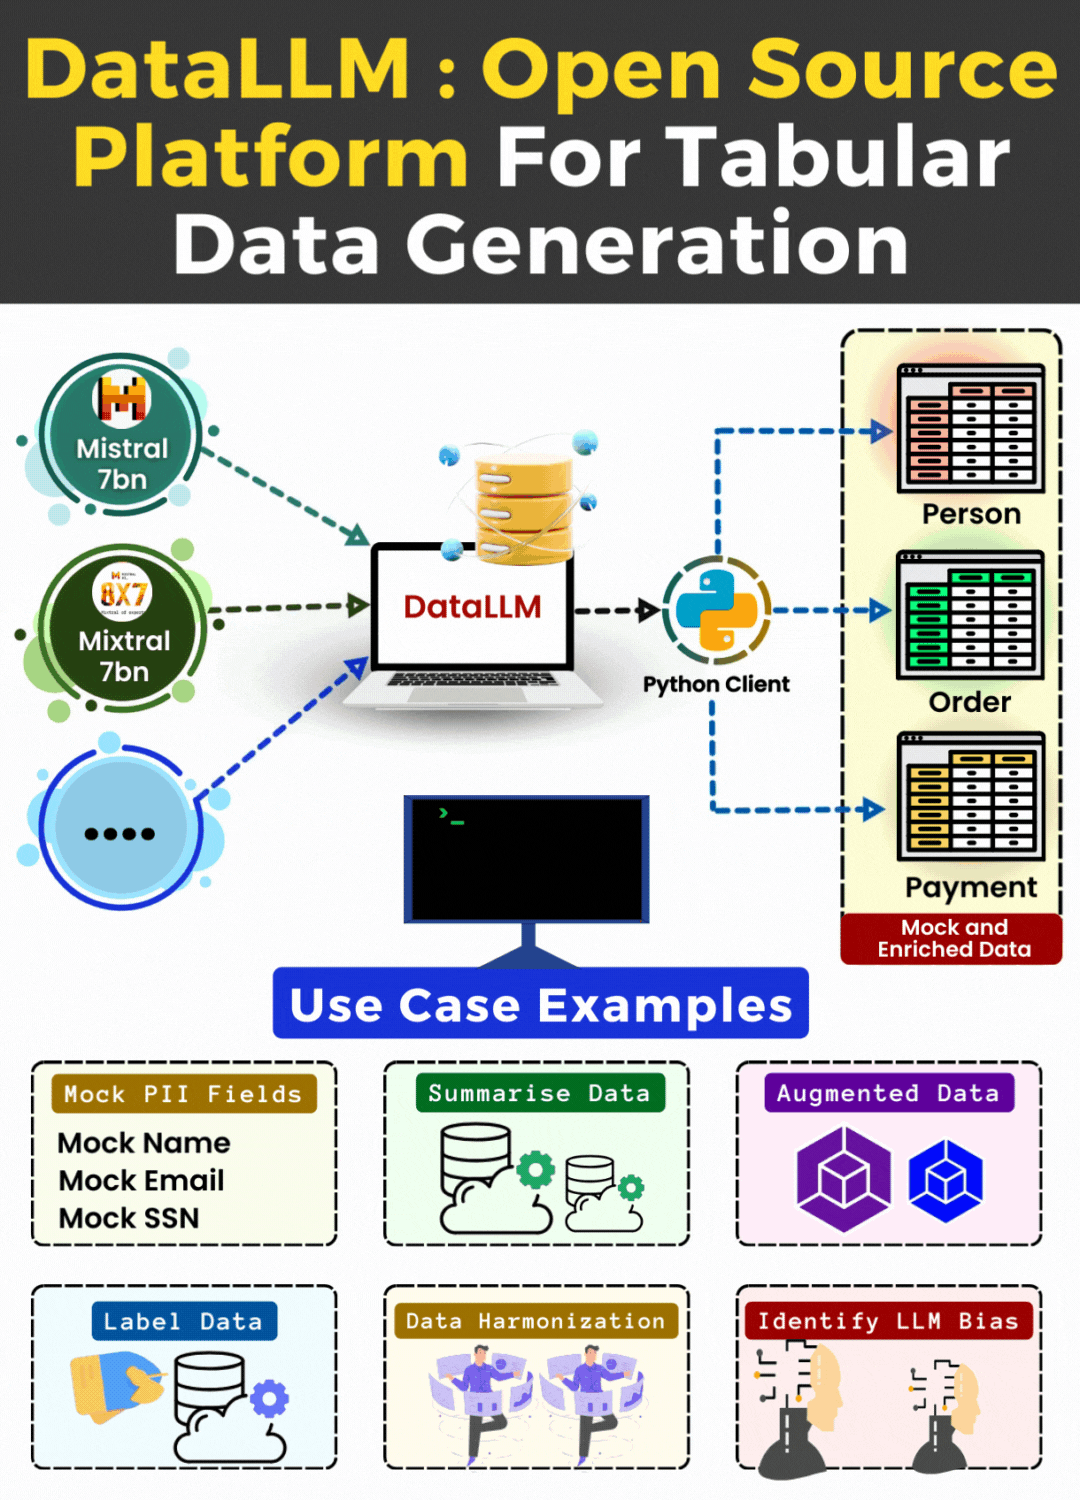 DataLLM : Open Source
Platform For Tabular
Data Generation
Mistral
7bn
8X7
Mixtral
7bn
DataLLM
Python Client
Person
Order
Payment
Mock and
Enriched Data
>_
Use Case Examples
Mock PII Fields
Mock Name
Mock Email
Mock SSN
Summarise Data
Augmented Data
Label Data
Data Harmonization
Identify LLM Bias